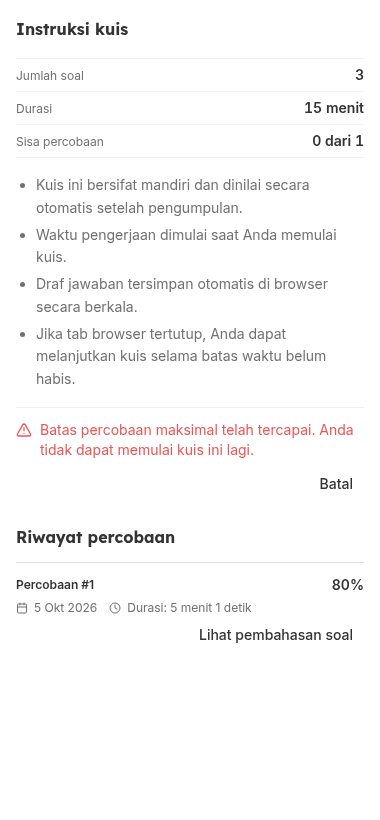 Instruksi kuis
Jumlah soal 3
Durasi 15 menit
Sisa percobaan 0 dari 1
Kuis ini bersifat mandiri dan dinilai secara
otomatis setelah pengumpulan.
Waktu pengerjaan dimulai saat Anda memulai
kuis.
Draf jawaban tersimpan otomatis di browser
secara berkala.
Jika tab browser tertutup, Anda dapat
melanjutkan kuis selama batas waktu belum
habis.
Batas percobaan maksimal telah tercapai. Anda
tidak dapat memulai kuis ini lagi.
Batal
Riwayat percobaan
Percobaan #1 80%
5 Okt 2026 Durasi: 5 menit 1 detik
Lihat pembahasan soal